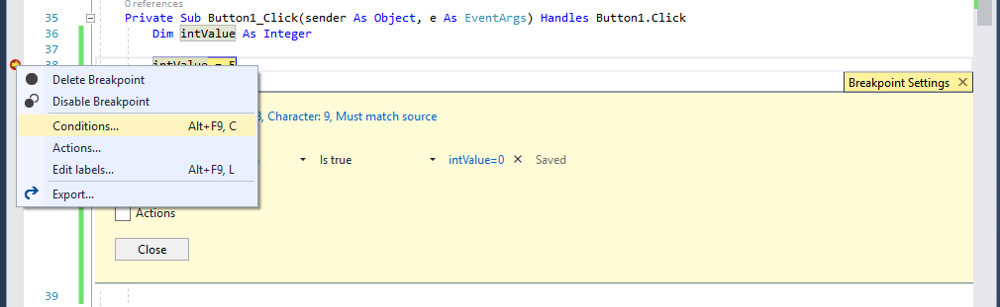 0 references
35 Private Sub Button1_Click(sender As Object, e As EventArgs) Handles Button1.Click
36 Dim intValue As Integer
37
38 intValue = 5
Breakpoint Settings
Delete Breakpoint
Disable Breakpoint
Conditions... Alt+F9, C
, Character: 9, Must match source
Actions...
Is true intValue=0 Saved
Edit labels... Alt+F9, L
Export...
Actions
Close
39